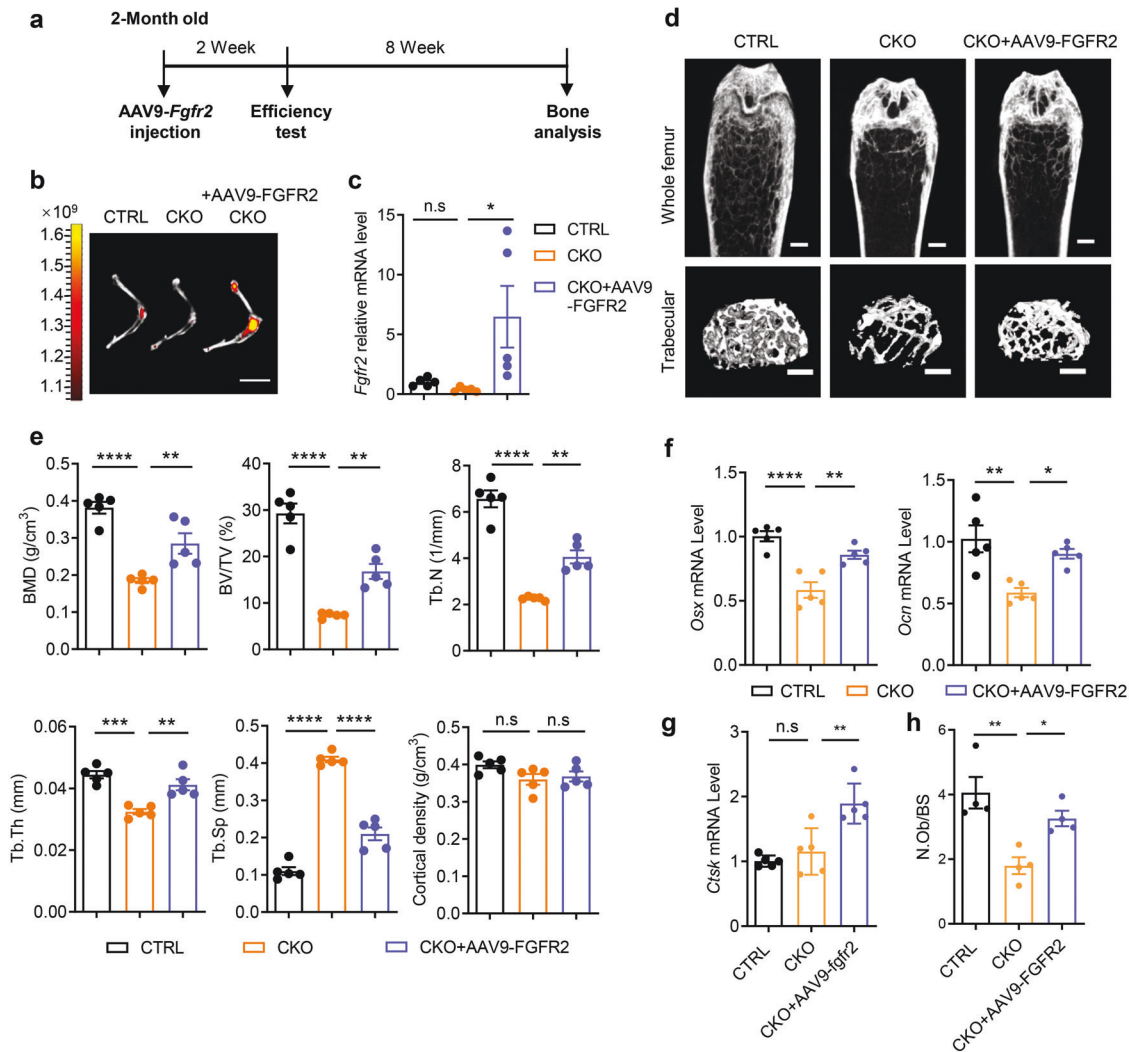 a
2-Month old
2 Week
8 Week
AAV9-Fgfr2
injection
Efficiency
test
Bone
analysis
b
+AAV9-FGFR2
CTRL CKO CKO
× 10⁹
1.6
1.5
1.4
1.3
1.2
1.1
c
Fgfr2 relative mRNA level
15
10
5
0
n.s *
CTRL
CKO
CKO+AAV9
-FGFR2
d
CTRL CKO CKO+AAV9-FGFR2
Whole femur
Trabecular
e
BMD (g/cm³)
0.4
0.3
0.2
0.1
0.0
0.5
**** **
BV/TV (%)
40
30
20
10
0
**** **
Tb.N (1/mm)
8
6
4
2
0
**** **
Tb.Th (mm)
0.06
0.04
0.02
0.00
*** **
Tb.Sp (mm)
0.5
0.4
0.3
0.2
0.1
0.0
**** ****
Cortical density (g/cm³)
0.5
0.4
0.3
0.2
0.1
0.0
n.s n.s
CTRL CKO CKO+AAV9-FGFR2
f
Osx mRNA Level
1.5
1.0
0.5
0.0
**** **
Ocn mRNA Level
1.5
1.0
0.5
0.0
** *
CTRL CKO CKO+AAV9-FGFR2
g
Ctsk mRNA Level
3
2
1
0
n.s **
CTRL
CKO
CKO+AAV9-fgfr2
h
N.Ob/BS
6
4
2
0
** *
CTRL
CKO
CKO+AAV9-FGFR2